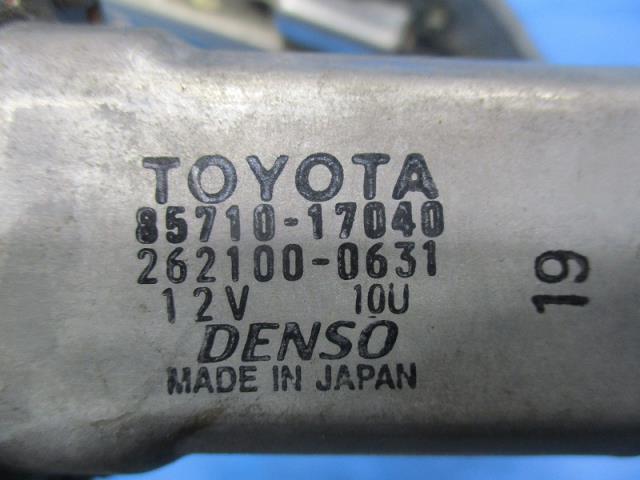 TOYOTA
85710-17040
262100-0631
12V 10U
DENSO
MADE IN JAPAN
19